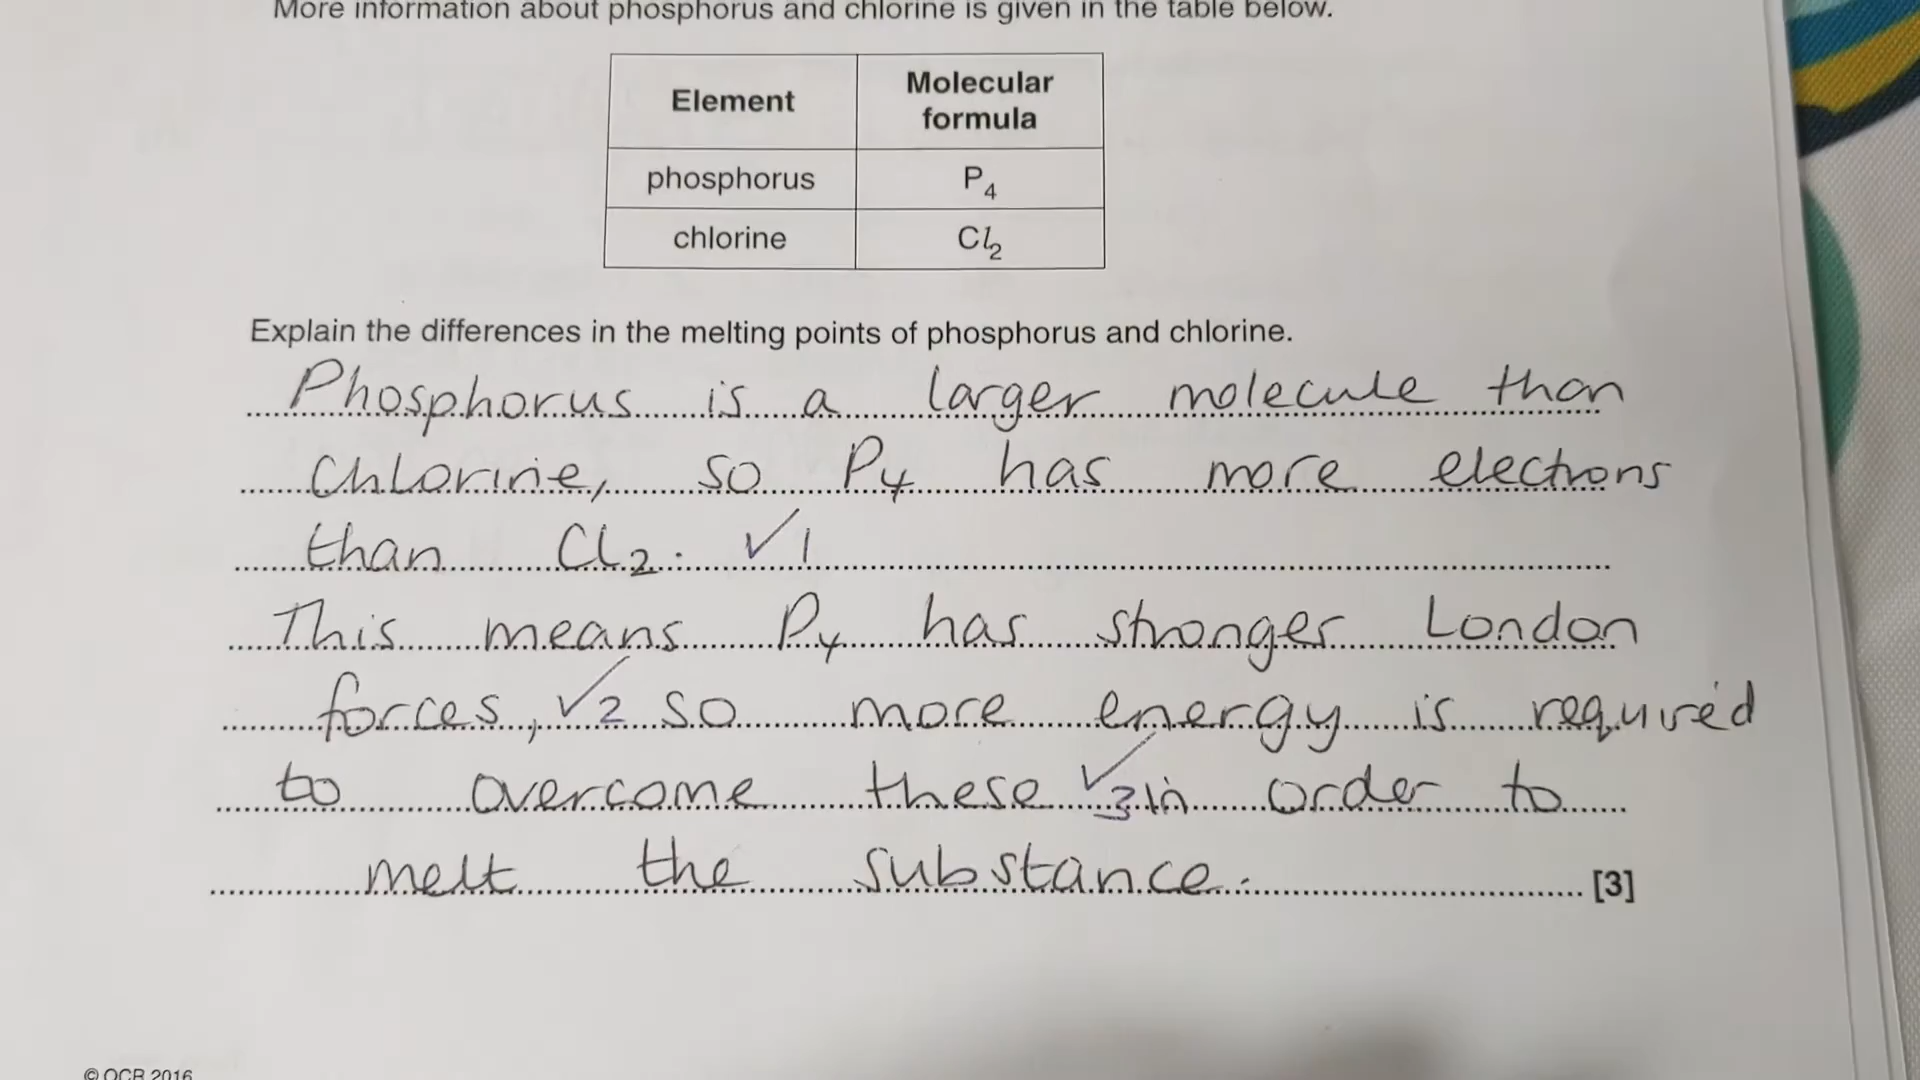 More information about phosphorus and chlorine is given in the table below.
Element Molecular formula
phosphorus P₄
chlorine Cl₂
Explain the differences in the melting points of phosphorus and chlorine.
Phosphorus is a larger molecule than
Chlorine, so P₄ has more electrons
than Cl₂. ✓1
This means P₄ has stronger London
forces, ✓2 so more energy is required
to overcome these ✓3 in order to
melt the substance. [3]
© OCR 2016